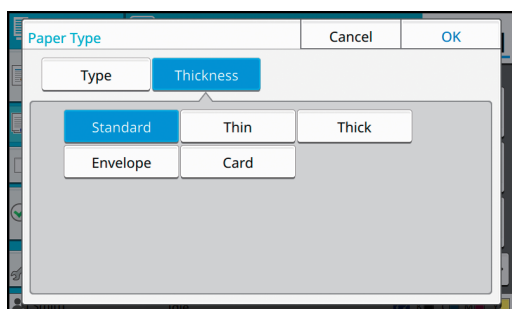 Paper Type Cancel OK
Type Thickness
Standard Thin Thick
Envelope Card